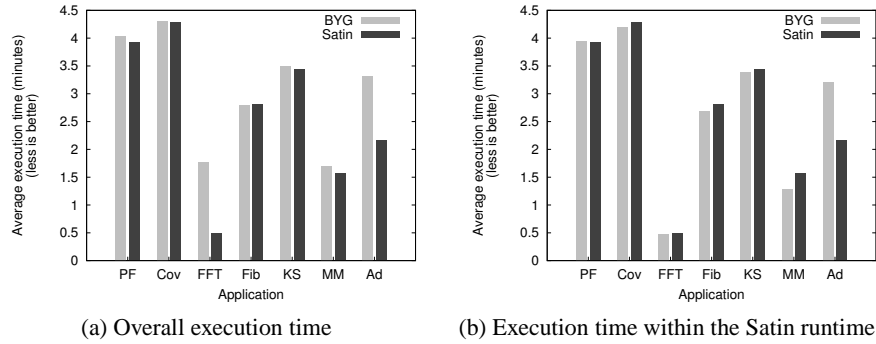 Average execution time (minutes)
(less is better)
4.5
4
3.5
3
2.5
2
1.5
1
0.5
0
BYG
Satin
PF Cov FFT Fib KS MM Ad
Application
(a) Overall execution time
Average execution time (minutes)
(less is better)
4.5
4
3.5
3
2.5
2
1.5
1
0.5
0
BYG
Satin
PF Cov FFT Fib KS MM Ad
Application
(b) Execution time within the Satin runtime